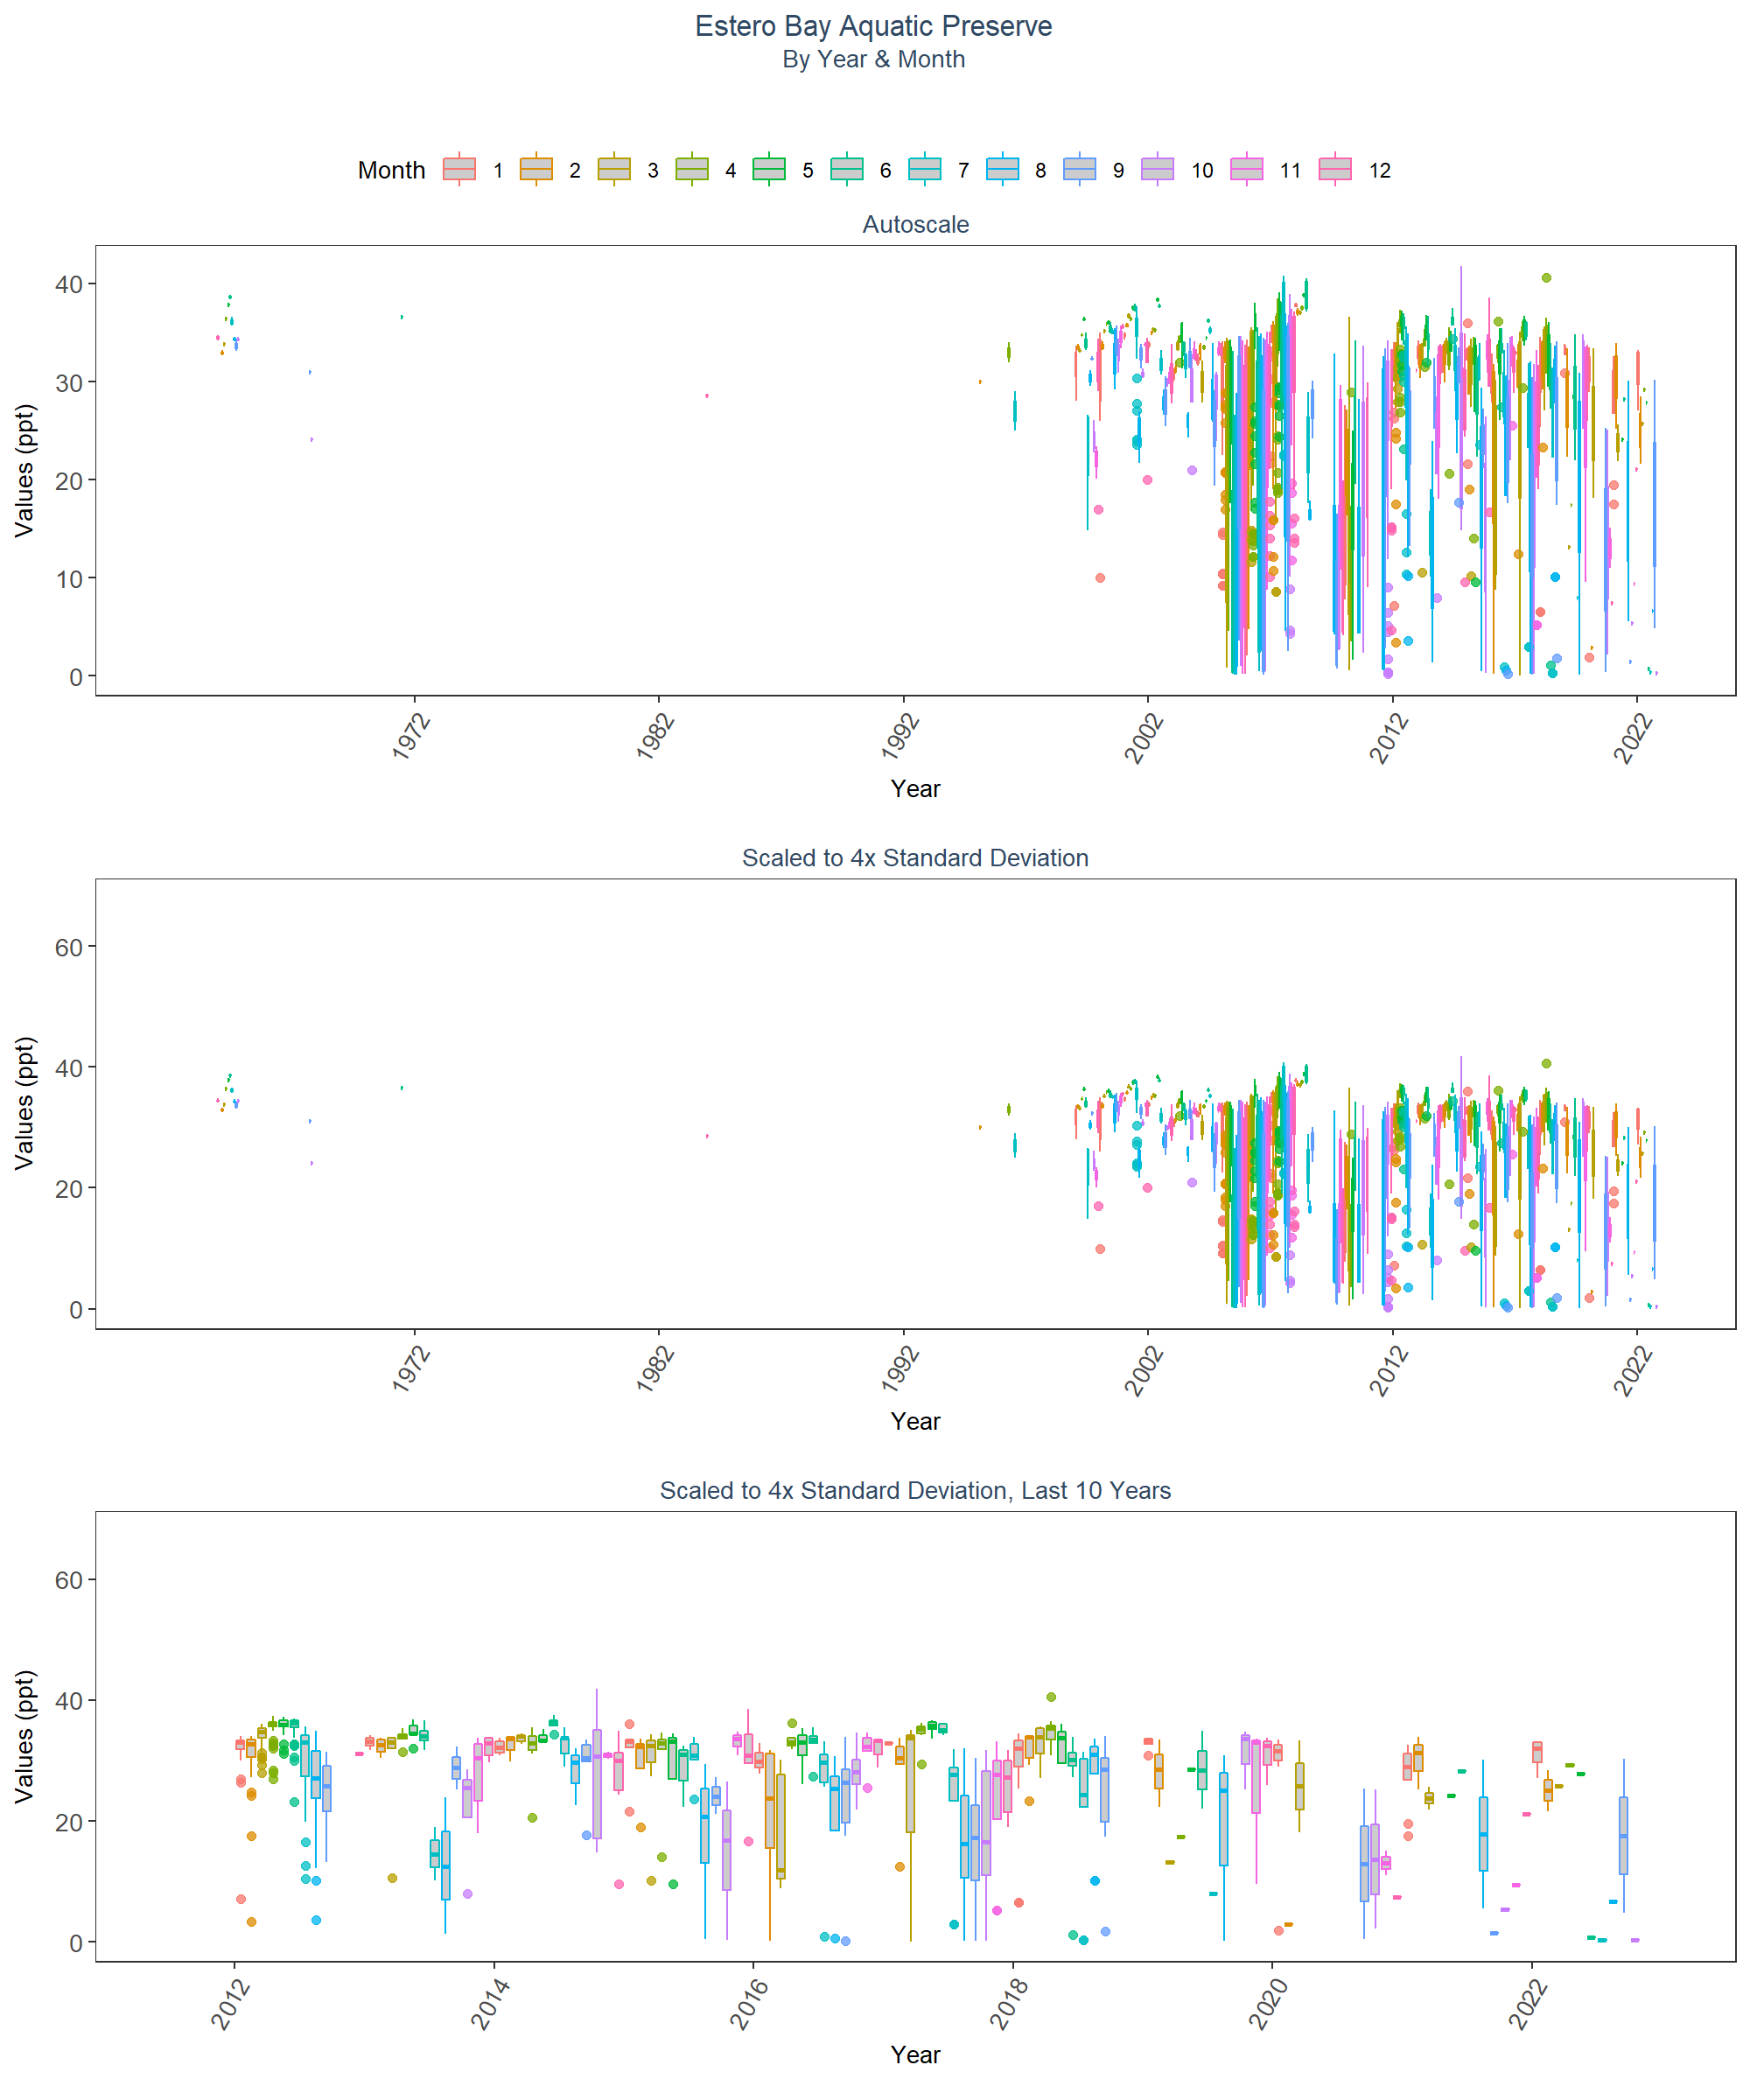 Estero Bay Aquatic Preserve
By Year & Month
Month 1 2 3 4 5 6 7 8 9 10 11 12
Autoscale
Values (ppt)
40
30
20
10
0
1972 1982 1992 2002 2012 2022
Year
Scaled to 4x Standard Deviation
Values (ppt)
60
40
20
0
1972 1982 1992 2002 2012 2022
Year
Scaled to 4x Standard Deviation, Last 10 Years
Values (ppt)
60
40
20
0
2012 2014 2016 2018 2020 2022
Year